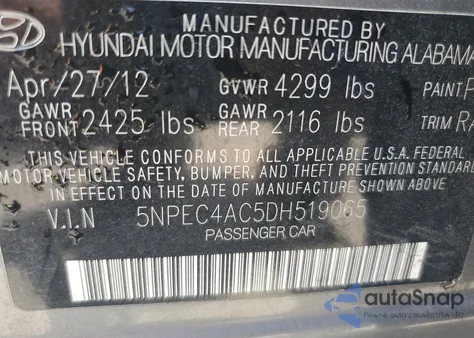 MANUFACTURED BY
HYUNDAI MOTOR MANUFACTURING ALABAMA
Apr/27/12 GVWR 4299 lbs PAINT
GAWR FRONT 2425 lbs GAWR REAR 2116 lbs TRIM
THIS VEHICLE CONFORMS TO ALL APPLICABLE U.S.A. FEDERAL
MOTOR VEHICLE SAFETY, BUMPER, AND THEFT PREVENTION STANDARDS
IN EFFECT ON THE DATE OF MANUFACTURE SHOWN ABOVE.
V.I.N 5NPEC4AC5DH519065
PASSENGER CAR
autoSnap